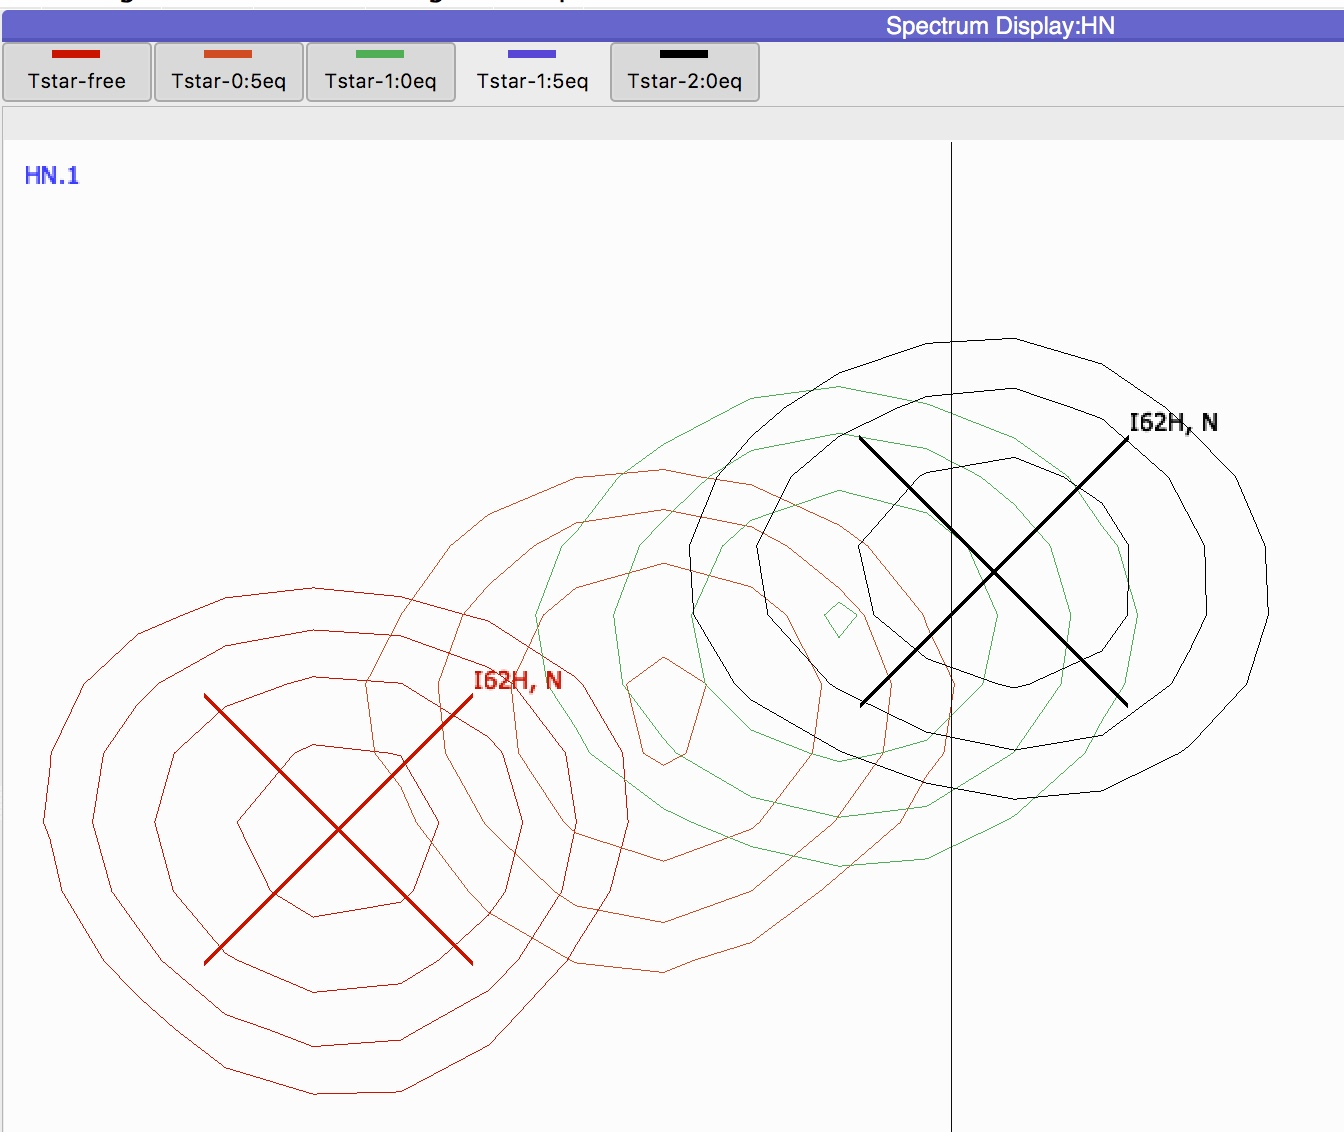 Spectrum Display:HN
Tstar-free Tstar-0:5eq Tstar-1:0eq Tstar-1:5eq Tstar-2:0eq
HN.1
I62H, N
I62H, N